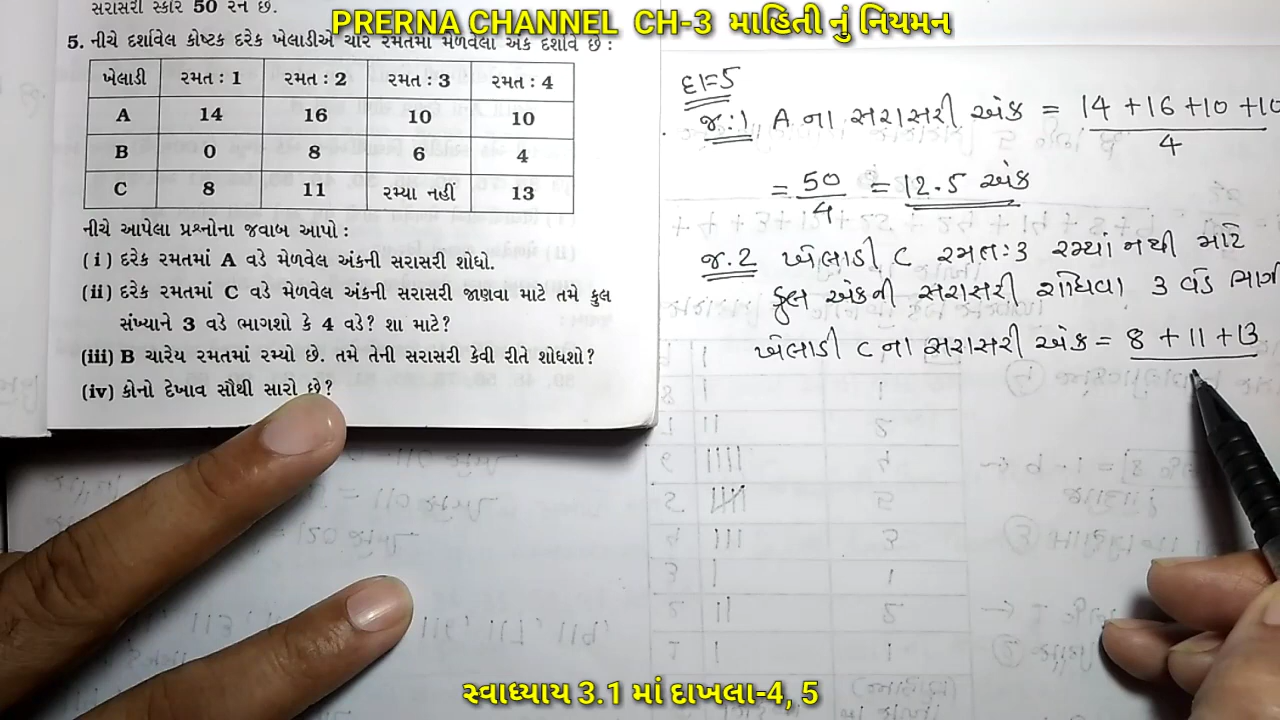 સરાસરી સ્કોર 50 રન છે.
PRERNA CHANNEL CH-3 માહિતી નું નિયમન
5. નીચે દર્શાવેલ કોષ્ટક દરેક ખેલાડીએ ચાર રમતમાં મેળવેલા અંક દર્શાવે છે :
ખેલાડી રમત : 1 રમત : 2 રમત : 3 રમત : 4
A 14 16 10 10
B 0 8 6 4
C 8 11 રમ્યા નહીં 13
નીચે આપેલા પ્રશ્નોના જવાબ આપો :
(i) દરેક રમતમાં A વડે મેળવેલ અંકની સરાસરી શોધો.
(ii) દરેક રમતમાં C વડે મેળવેલ અંકની સરાસરી જાણવા માટે તમે કુલ
સંખ્યાને 3 વડે ભાગશો કે 4 વડે? શા માટે?
(iii) B ચારેય રમતમાં રમ્યો છે. તમે તેની સરાસરી કેવી રીતે શોધશો?
(iv) કોનો દેખાવ સૌથી સારો છે?
દા=5
જ:1 A ના સરાસરી અંક = 14 + 16 + 10 + 10
4
= 50 = 12.5 અંક
4
જ.2 ખેલાડી C રમત:3 રમ્યા નથી માટે
કુલ અંકની સરાસરી શોધવા 3 વડે ભાગ
ખેલાડી C ના સરાસરી અંક = 8 + 11 + 13
સ્વાધ્યાય 3.1 માં દાખલા-4, 5